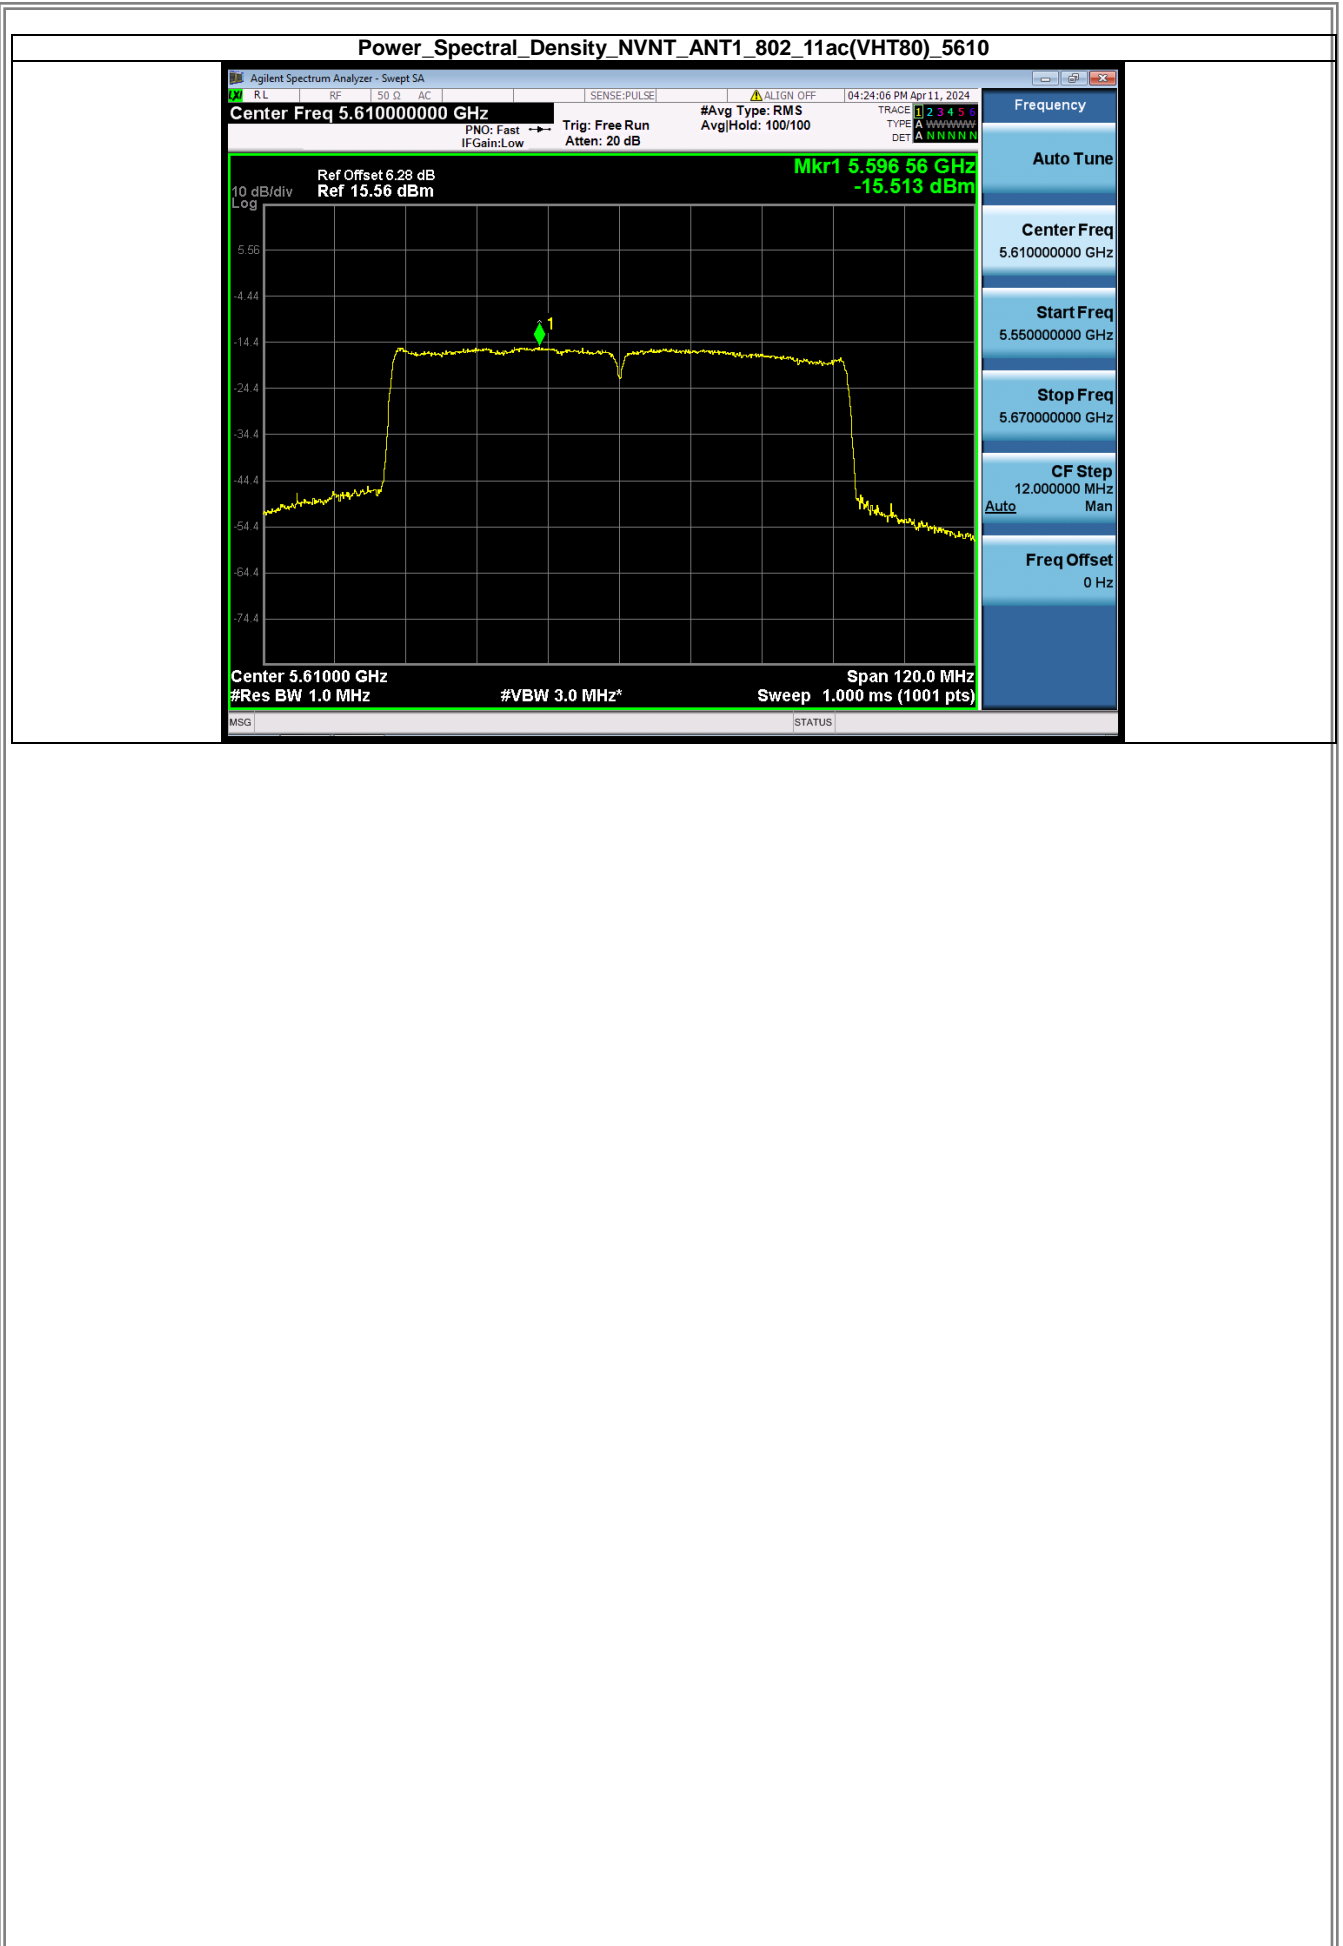 Power_Spectral_Density_NVNT_ANT1_802_11ac(VHT80)_5610
Agilent Spectrum Analyzer - Swept SA
RL RF 50 Ω AC SENSE:PULSE ALIGN OFF 04:24:06 PM Apr 11, 2024
Center Freq 5.610000000 GHz
PNO: Fast
IFGain:Low
Trig: Free Run
Atten: 20 dB
#Avg Type: RMS
Avg|Hold: 100/100
TRACE 1 2 3 4 5 6
TYPE A WWWWW
DET A N N N N N
Mkr1 5.596 56 GHz
-15.513 dBm
Ref Offset 6.28 dB
10 dB/div Ref 15.56 dBm
Log
5.56
-4.44
1
-14.4
-24.4
-34.4
-44.4
-54.4
-64.4
-74.4
Center 5.61000 GHz Span 120.0 MHz
#Res BW 1.0 MHz #VBW 3.0 MHz* Sweep 1.000 ms (1001 pts)
MSG STATUS
Frequency
Auto Tune
Center Freq
5.610000000 GHz
Start Freq
5.550000000 GHz
Stop Freq
5.670000000 GHz
CF Step
12.000000 MHz
Auto Man
Freq Offset
0 Hz